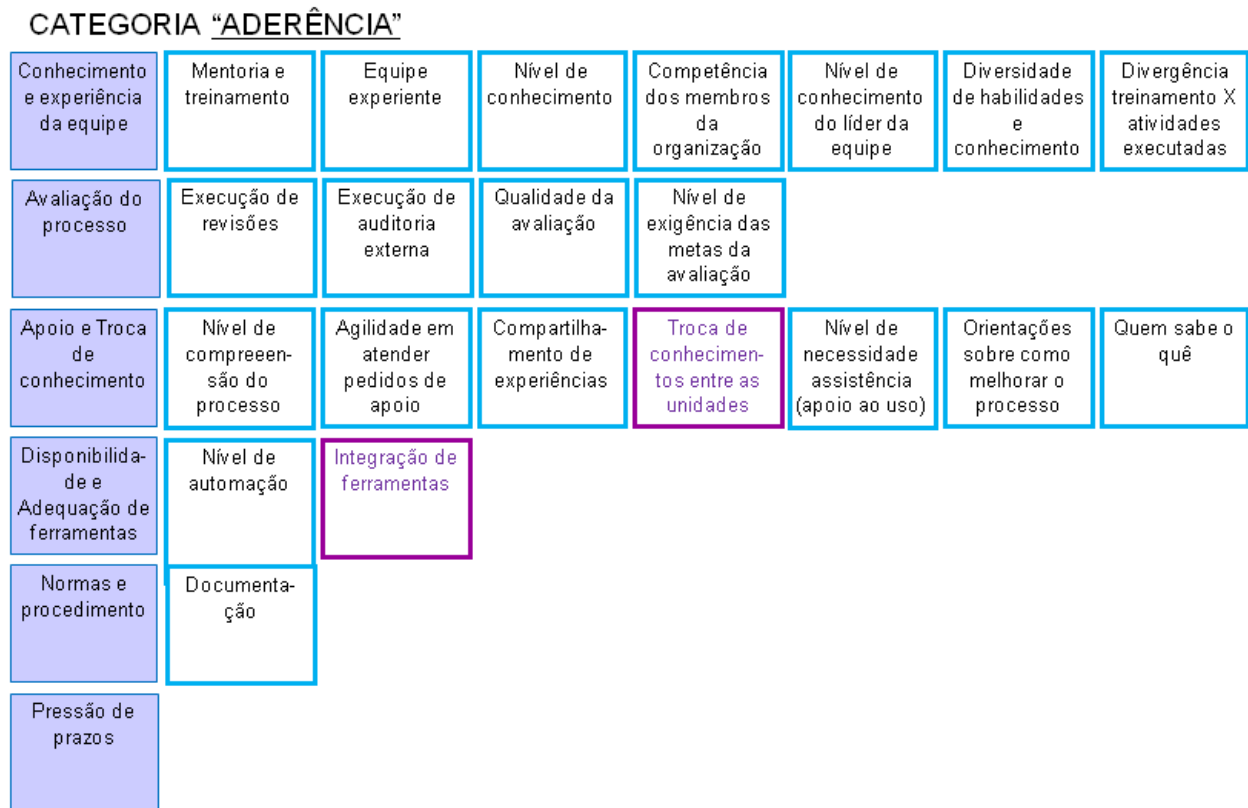 CATEGORIA "ADERÊNCIA"
Conhecimento
e experiência
da equipe
Mentoria e
treinamento
Equipe
experiente
Nível de
conhecimento
Competência
dos membros
da
organização
Nível de
conhecimento
do líder da
equipe
Diversidade
de habilidades
e
conhecimento
Divergência
treinamento X
atividades
executadas
Avaliação do
processo
Execução de
revisões
Execução de
auditoria
externa
Qualidade da
avaliação
Nível de
exigência das
metas da
avaliação
Apoio e Troca
de
conhecimento
Nível de
compreeen-
são do
processo
Agilidade em
atender
pedidos de
apoio
Compartilha-
mento de
experiências
Troca de
conhecimen-
tos entre as
unidades
Nível de
necessidade
assistência
(apoio ao uso)
Orientações
sobre como
melhorar o
processo
Quem sabe o
quê
Disponibilida-
de e
Adequação de
ferramentas
Nível de
automação
Integração de
ferramentas
Normas e
procedimento
Documenta-
ção
Pressão de
prazos